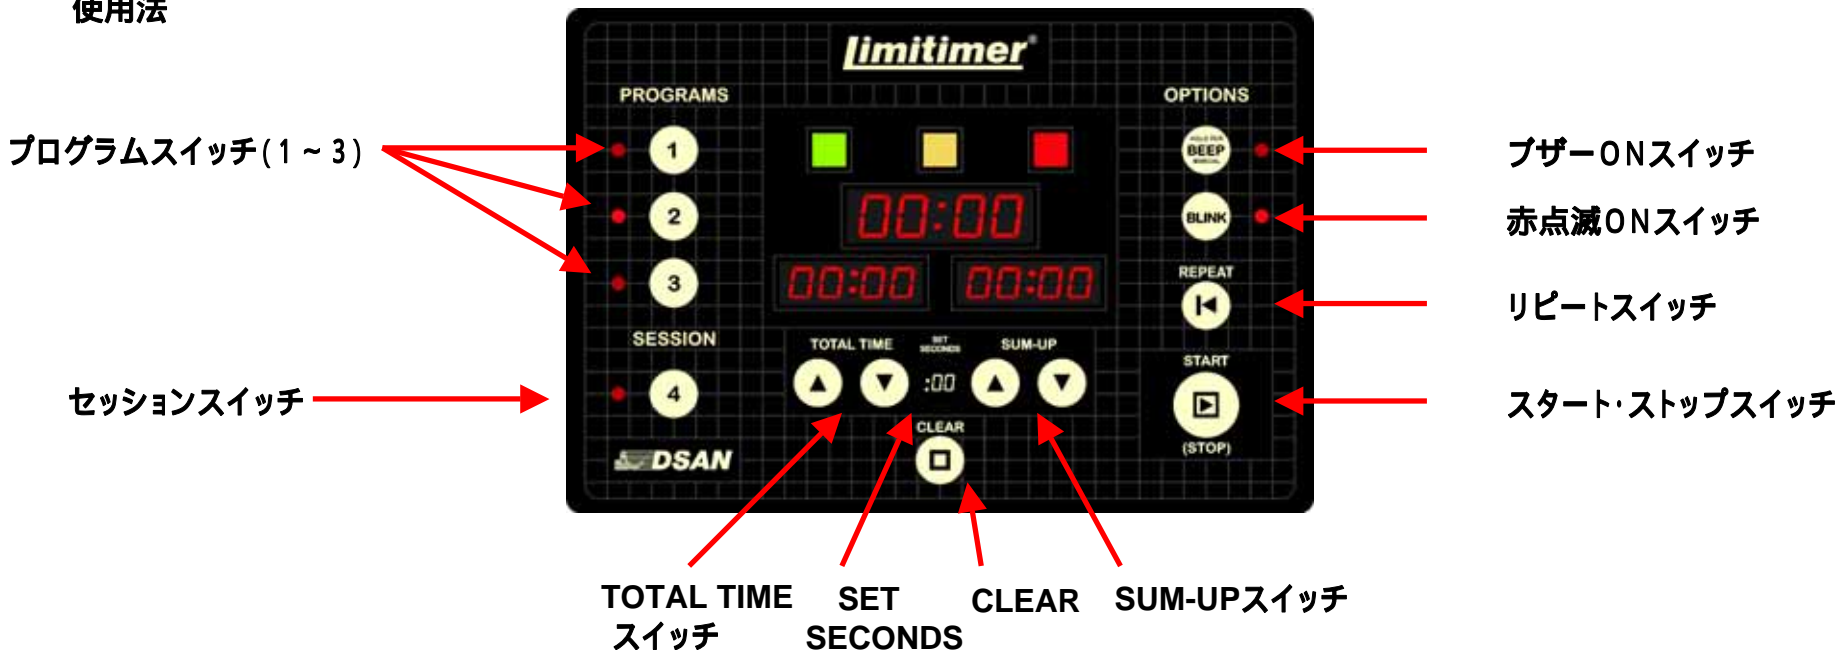 使用法
Limitimer®
PROGRAMS
OPTIONS
プログラムスイッチ(1~3)
1
2
3
HOLD FOR
BEEP
MANUAL
BLINK
REPEAT
ブザーONスイッチ
赤点滅ONスイッチ
リピートスイッチ
00:00
00:00 00:00
SESSION
4
セッションスイッチ
TOTAL TIME
SET
SECONDS
:00
SUM-UP
CLEAR
START
(STOP)
スタート・ストップスイッチ
DSAN
TOTAL TIME
スイッチ
SET
SECONDS
CLEAR
SUM-UPスイッチ